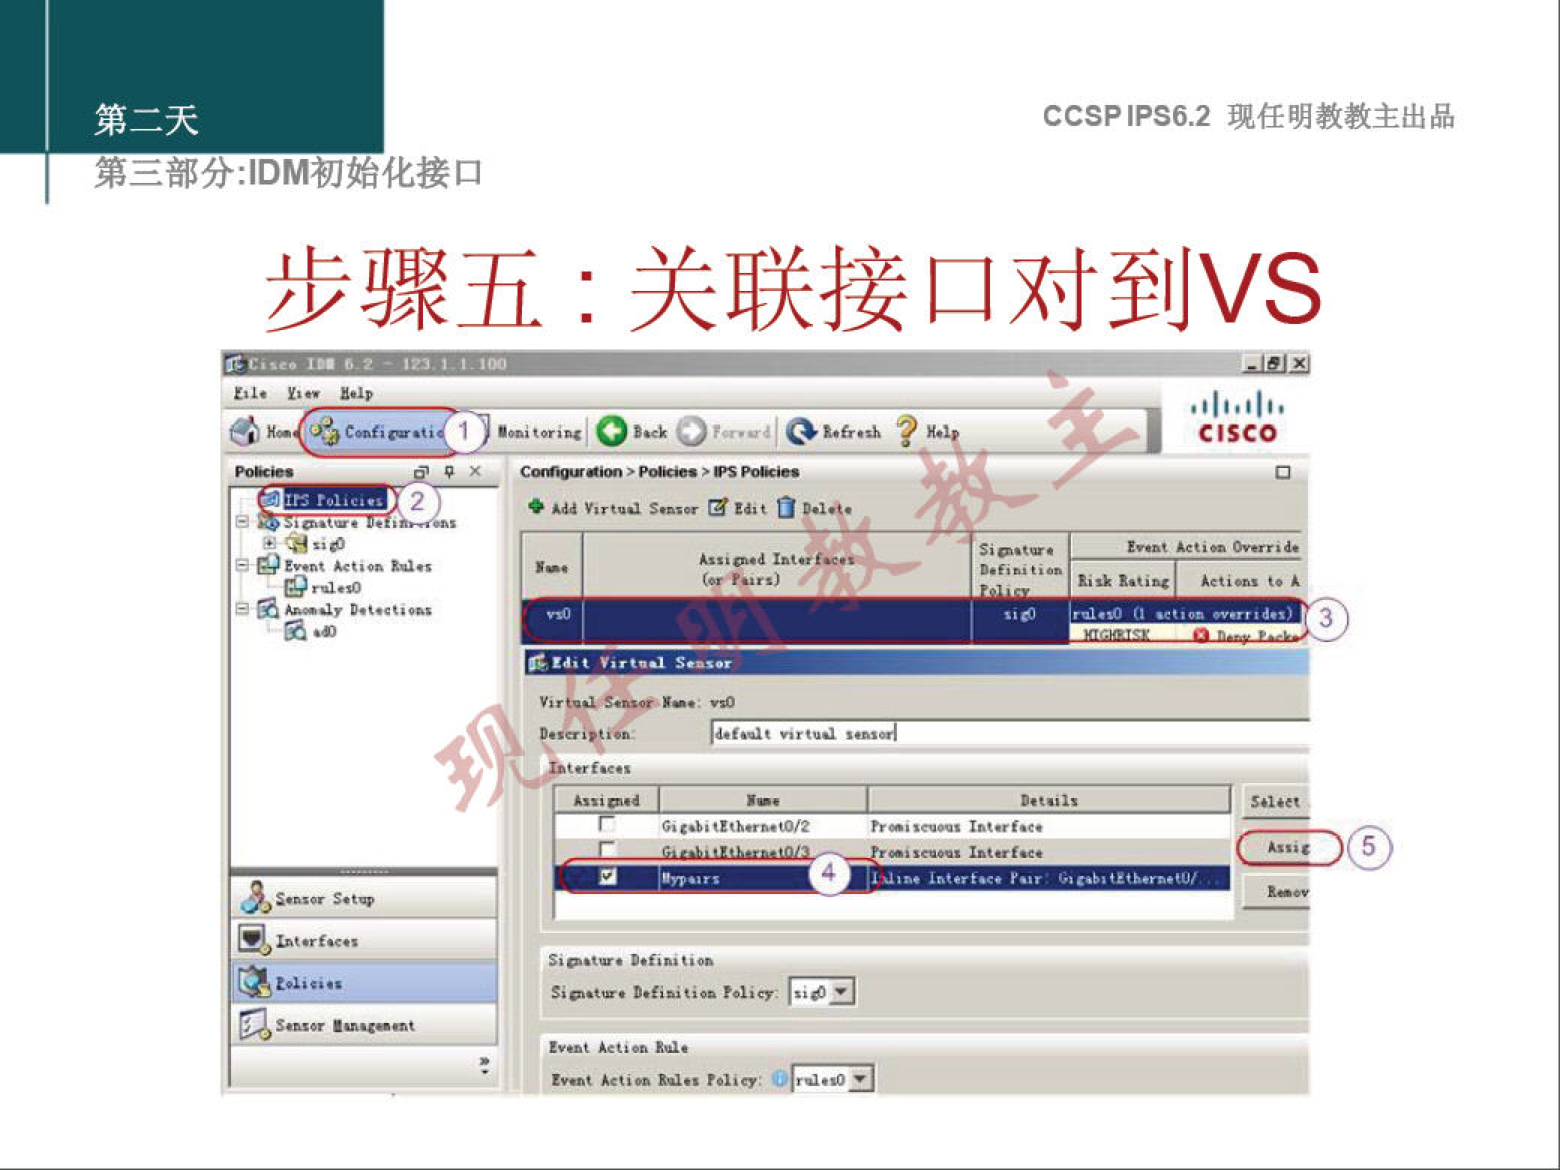 第二天
CCSP IPS6.2 现任明教教主出品
第三部分:IDM初始化接口
步骤五：关联接口对到VS
Cisco IDM 6.2 - 123.1.1.100
File View Help
Home Configuratio 1 Monitoring Back Forward Refresh Help
CISCO
Policies
Configuration > Policies > IPS Policies
IPS Policies 2
Signature Definitions
sig0
Event Action Rules
rules0
Anomaly Detections
ad0
Add Virtual Sensor Edit Delete
Name Assigned Interfaces (or Pairs) Signature Definition Policy Event Action Override
Risk Rating Actions to A
vs0 sig0 rules0 (1 action overrides) 3
HIGHRISK Deny Packe
Edit Virtual Sensor
Virtual Sensor Name: vs0
Description: default virtual sensor
Interfaces
Assigned Name Details
GigabitEthernet0/2 Promiscuous Interface
GigabitEthernet0/3 Promiscuous Interface
Mypairs 4 Inline Interface Pair: GigabitEthernet0/...
Select
Assig 5
Remov
Signature Definition
Signature Definition Policy: sig0
Event Action Rule
Event Action Rules Policy: rules0
Sensor Setup
Interfaces
Policies
Sensor Management
现任明教教主